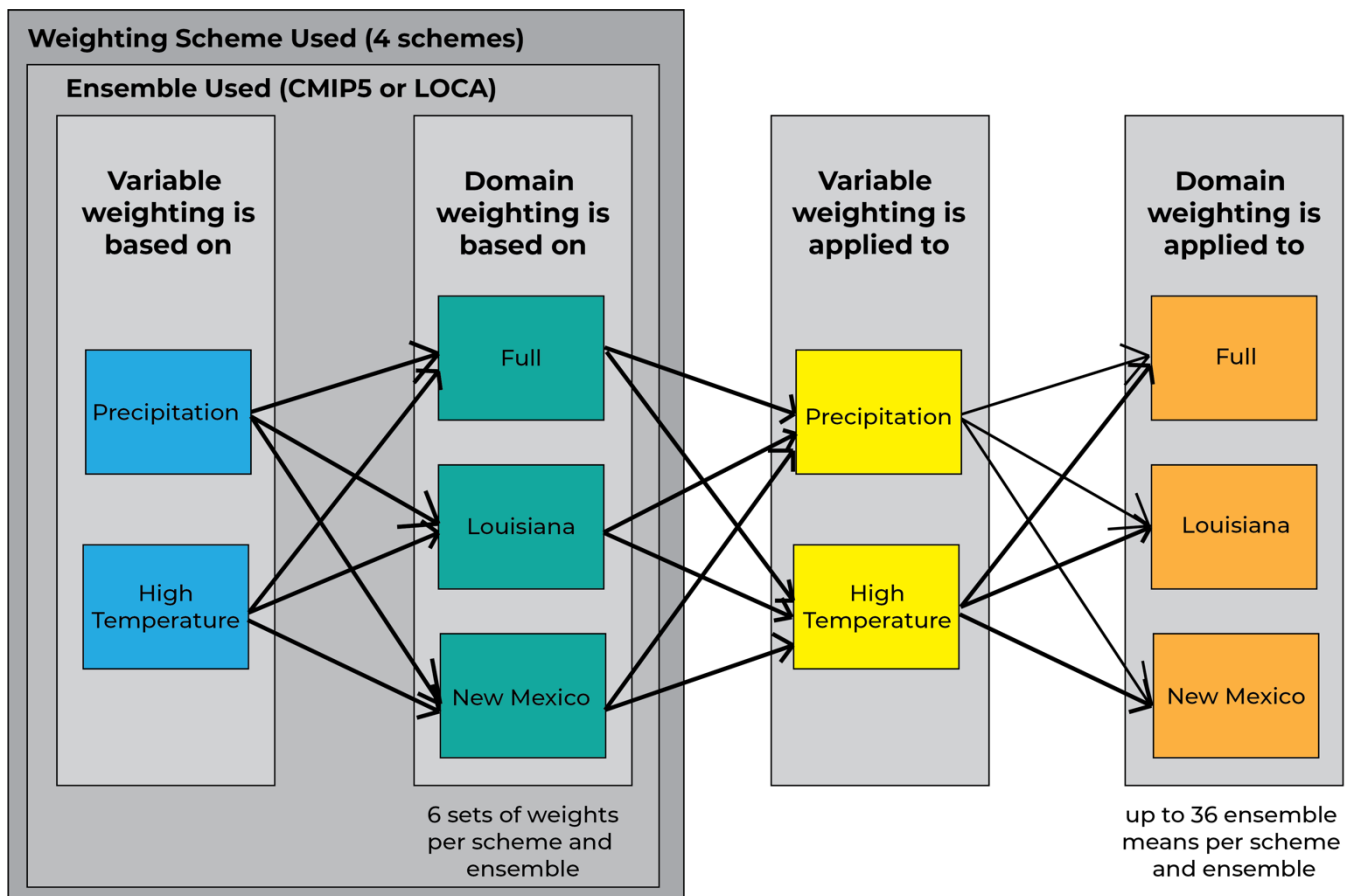 Weighting Scheme Used (4 schemes)
Ensemble Used (CMIP5 or LOCA)
Variable
weighting is
based on
Precipitation
High
Temperature
Domain
weighting is
based on
Full
Louisiana
New Mexico
6 sets of weights
per scheme and
ensemble
Variable
weighting is
applied to
Precipitation
High
Temperature
Domain
weighting is
applied to
Full
Louisiana
New Mexico
up to 36 ensemble
means per scheme
and ensemble